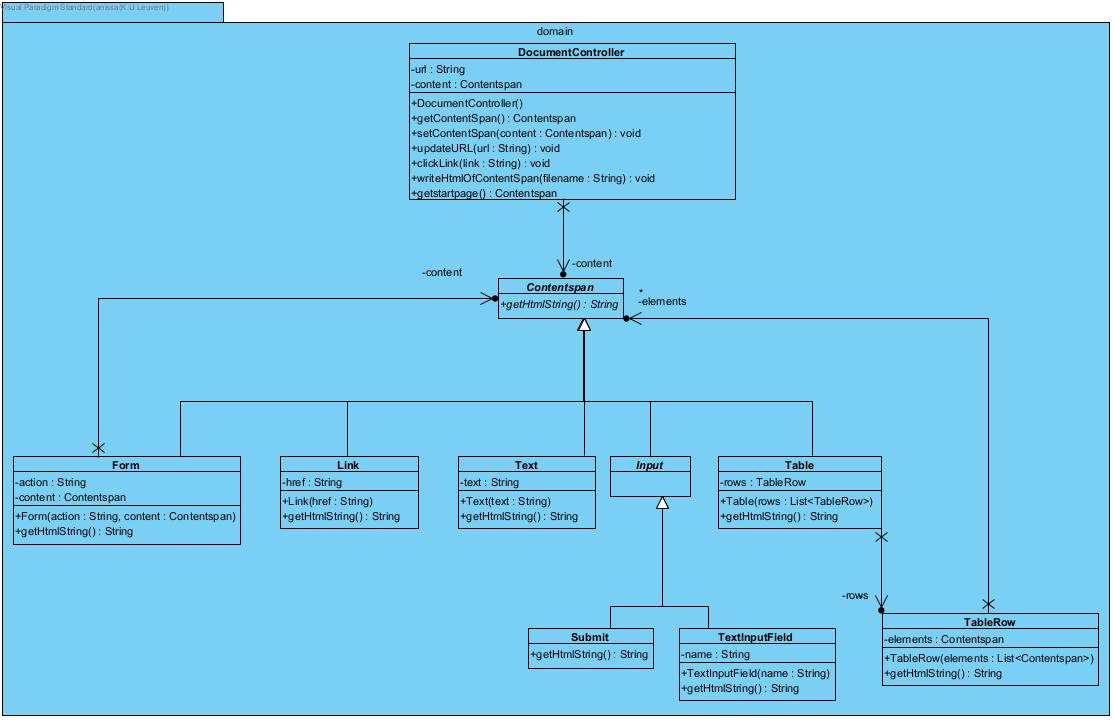 Visual Paradigm Standard(anissa(K.U.Leuven))
domain
DocumentController
-url : String
-content : Contentspan
+DocumentController()
+getContentSpan() : Contentspan
+setContentSpan(content : Contentspan) : void
+updateURL(url : String) : void
+clickLink(link : String) : void
+writeHtmlOfContentSpan(filename : String) : void
+getstartpage() : Contentspan
-content
-content
Contentspan
+getHtmlString() : String
*
-elements
Form
-action : String
-content : Contentspan
+Form(action : String, content : Contentspan)
+getHtmlString() : String
Link
-href : String
+Link(href : String)
+getHtmlString() : String
Text
-text : String
+Text(text : String)
+getHtmlString() : String
Input
Table
-rows : TableRow
+Table(rows : List<TableRow>)
+getHtmlString() : String
-rows
Submit
+getHtmlString() : String
TextInputField
-name : String
+TextInputField(name : String)
+getHtmlString() : String
TableRow
-elements : Contentspan
+TableRow(elements : List<Contentspan>)
+getHtmlString() : String